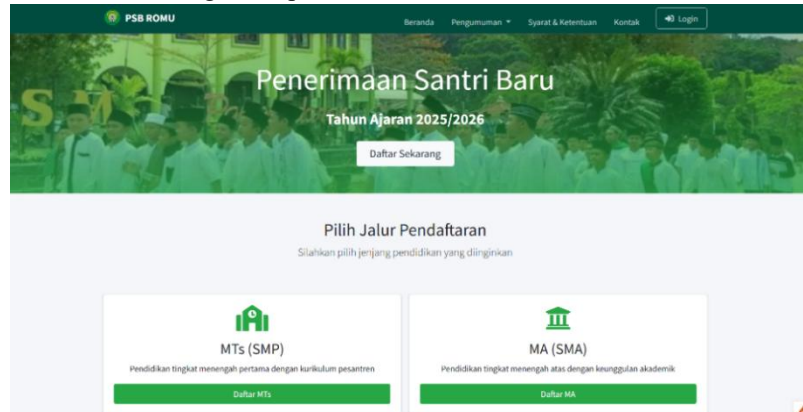 PSB ROMU
Beranda Pengumuman Syarat & Ketentuan Kontak Login
Penerimaan Santri Baru
Tahun Ajaran 2025/2026
Daftar Sekarang
Pilih Jalur Pendaftaran
Silahkan pilih jenjang pendidikan yang diinginkan
MTs (SMP)
Pendidikan tingkat menengah pertama dengan kurikulum pesantren
Daftar MTs
MA (SMA)
Pendidikan tingkat menengah atas dengan keunggulan akademik
Daftar MA